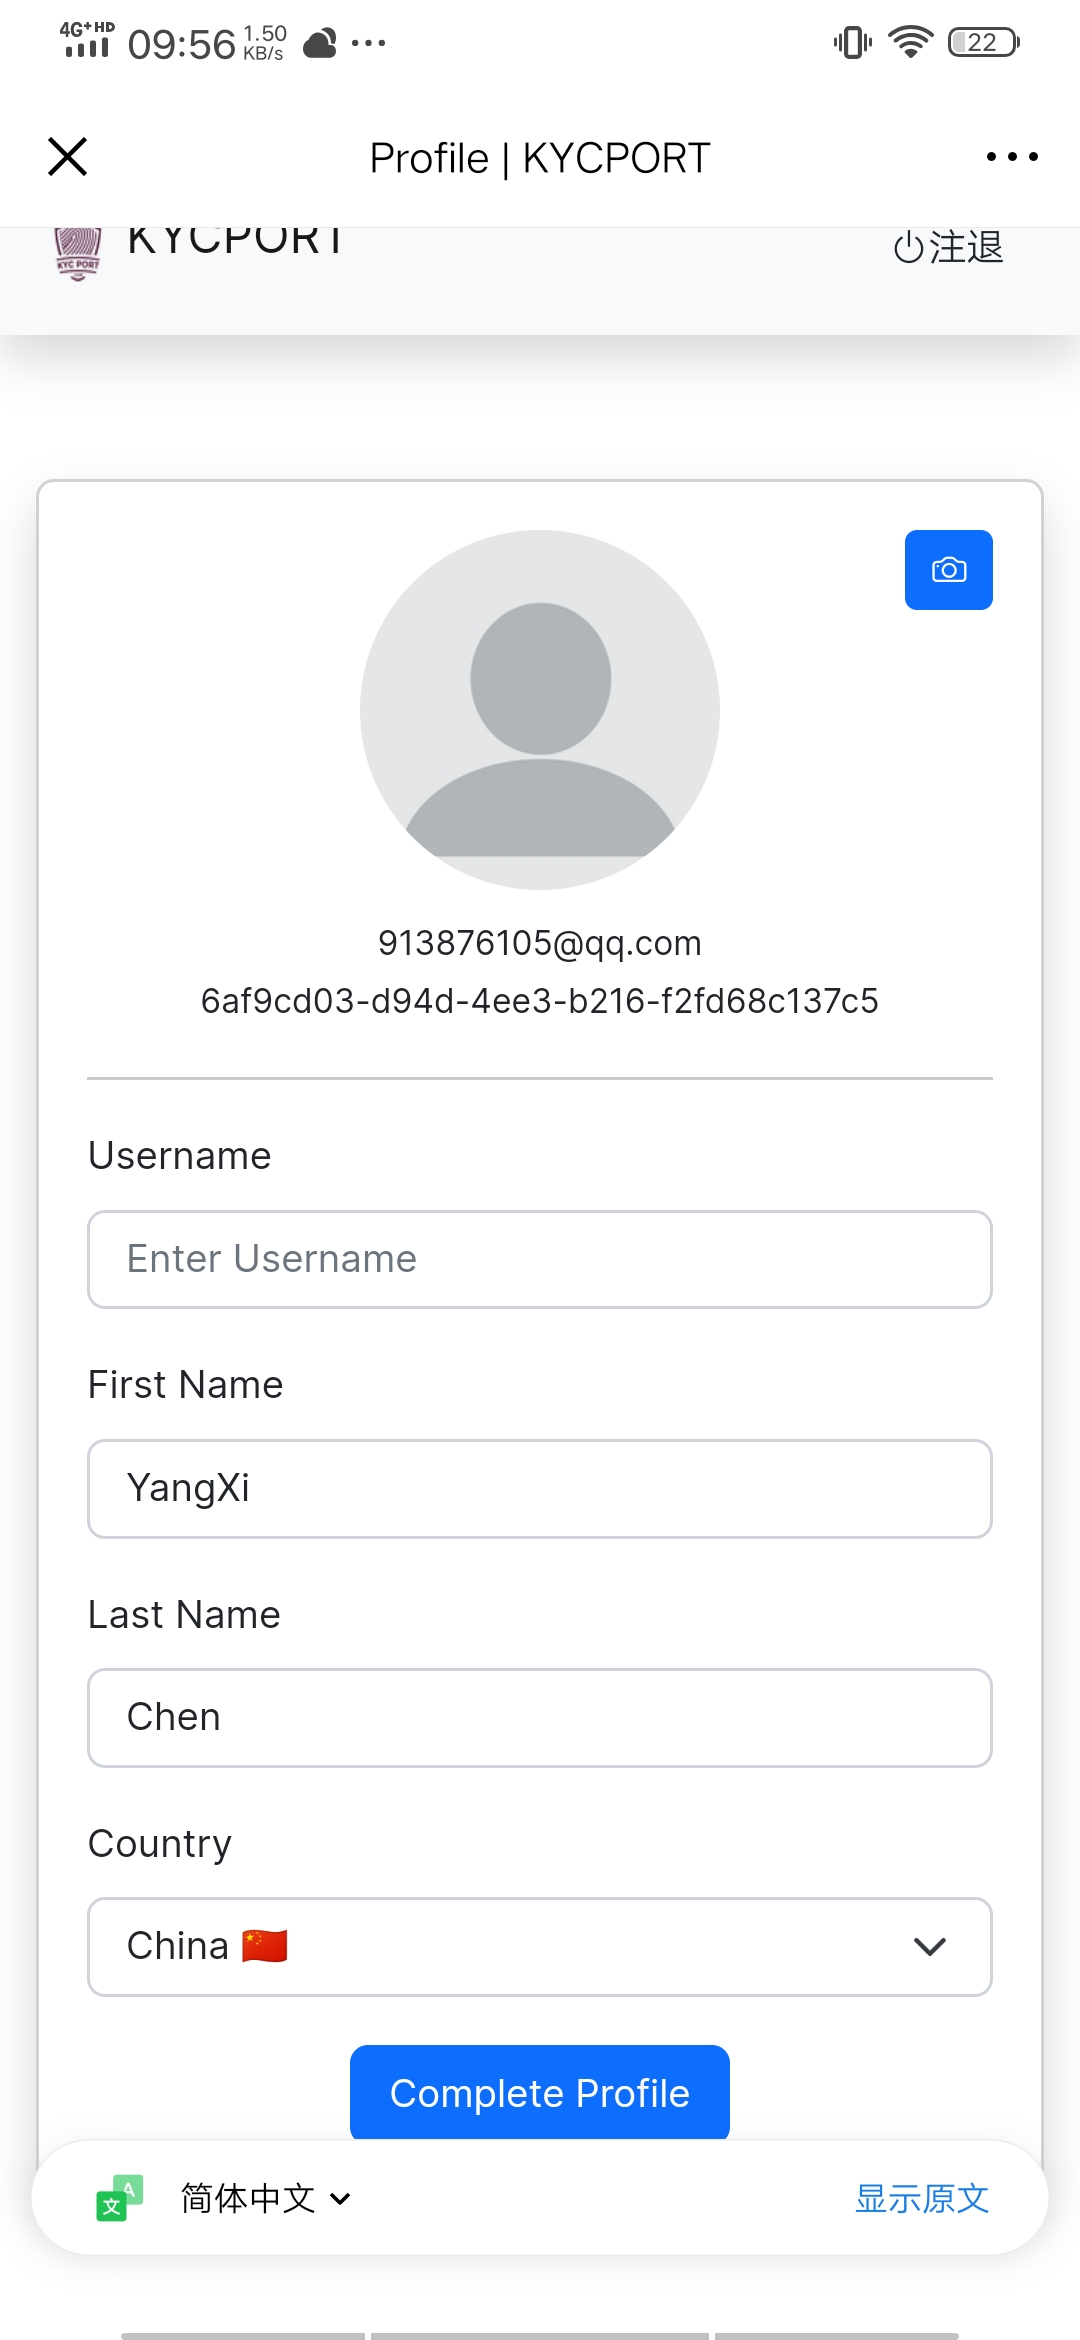 4G+ HD 09:56 1.50 KB/s 22
Profile | KYCPORT
KYC PORT KYCPORT 注退
913876105@qq.com
6af9cd03-d94d-4ee3-b216-f2fd68c137c5
Username
Enter Username
First Name
YangXi
Last Name
Chen
Country
China
Complete Profile
文 A 简体中文 显示原文